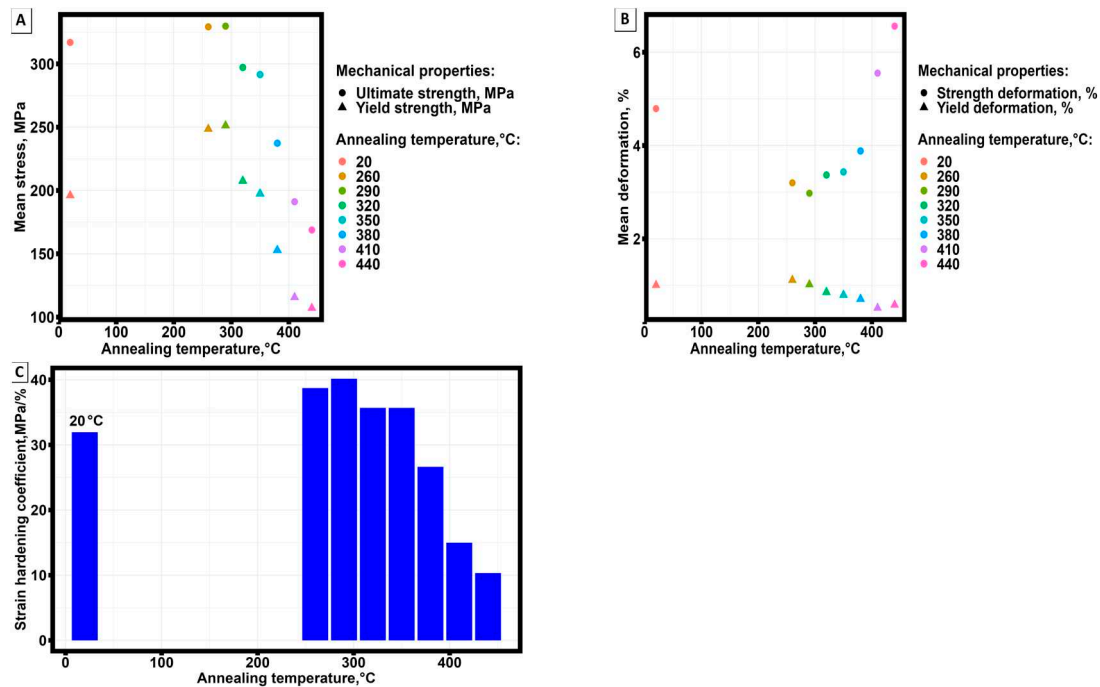 A
Mean stress, MPa
300
250
200
150
100
0
100
200
300
400
Annealing temperature,°C
Mechanical properties:
Ultimate strength, MPa
Yield strength, MPa
Annealing temperature,°C:
20
260
290
320
350
380
410
440
B
Mean deformation, %
6
4
2
0
100
200
300
400
Annealing temperature,°C
Mechanical properties:
Strength deformation, %
Yield deformation, %
Annealing temperature,°C:
20
260
290
320
350
380
410
440
C
Strain hardening coefficient,MPa/%
40
30
20
10
0
20°C
0
100
200
300
400
Annealing temperature,°C